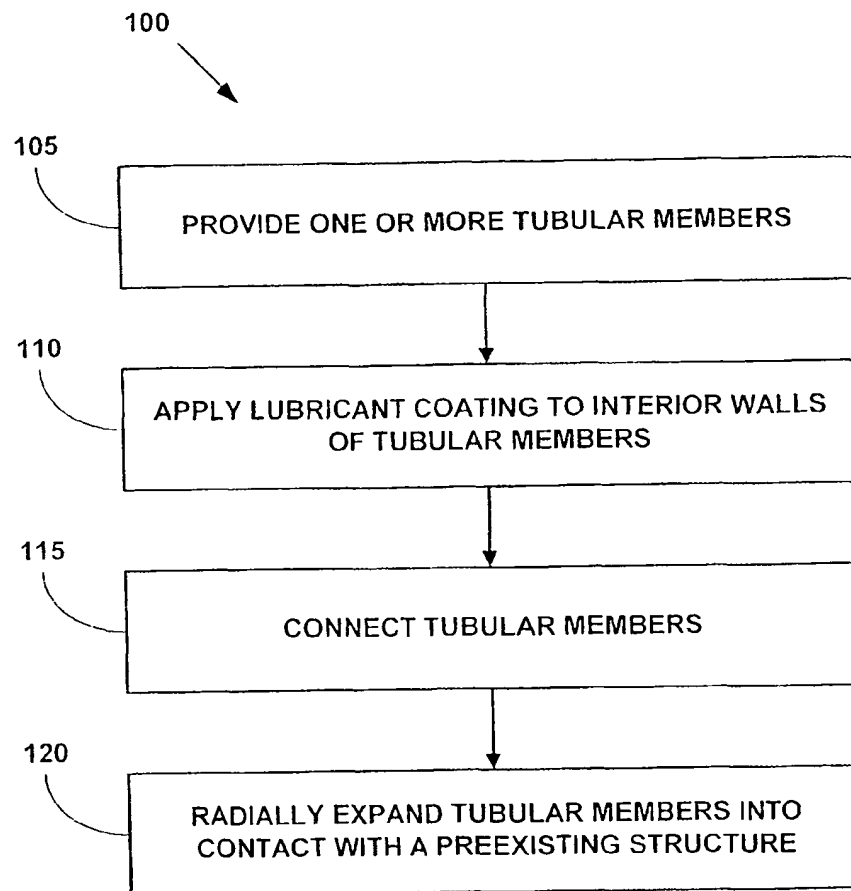 100
105
PROVIDE ONE OR MORE TUBULAR MEMBERS
110
APPLY LUBRICANT COATING TO INTERIOR WALLS
OF TUBULAR MEMBERS
115
CONNECT TUBULAR MEMBERS
120
RADIALLY EXPAND TUBULAR MEMBERS INTO
CONTACT WITH A PREEXISTING STRUCTURE